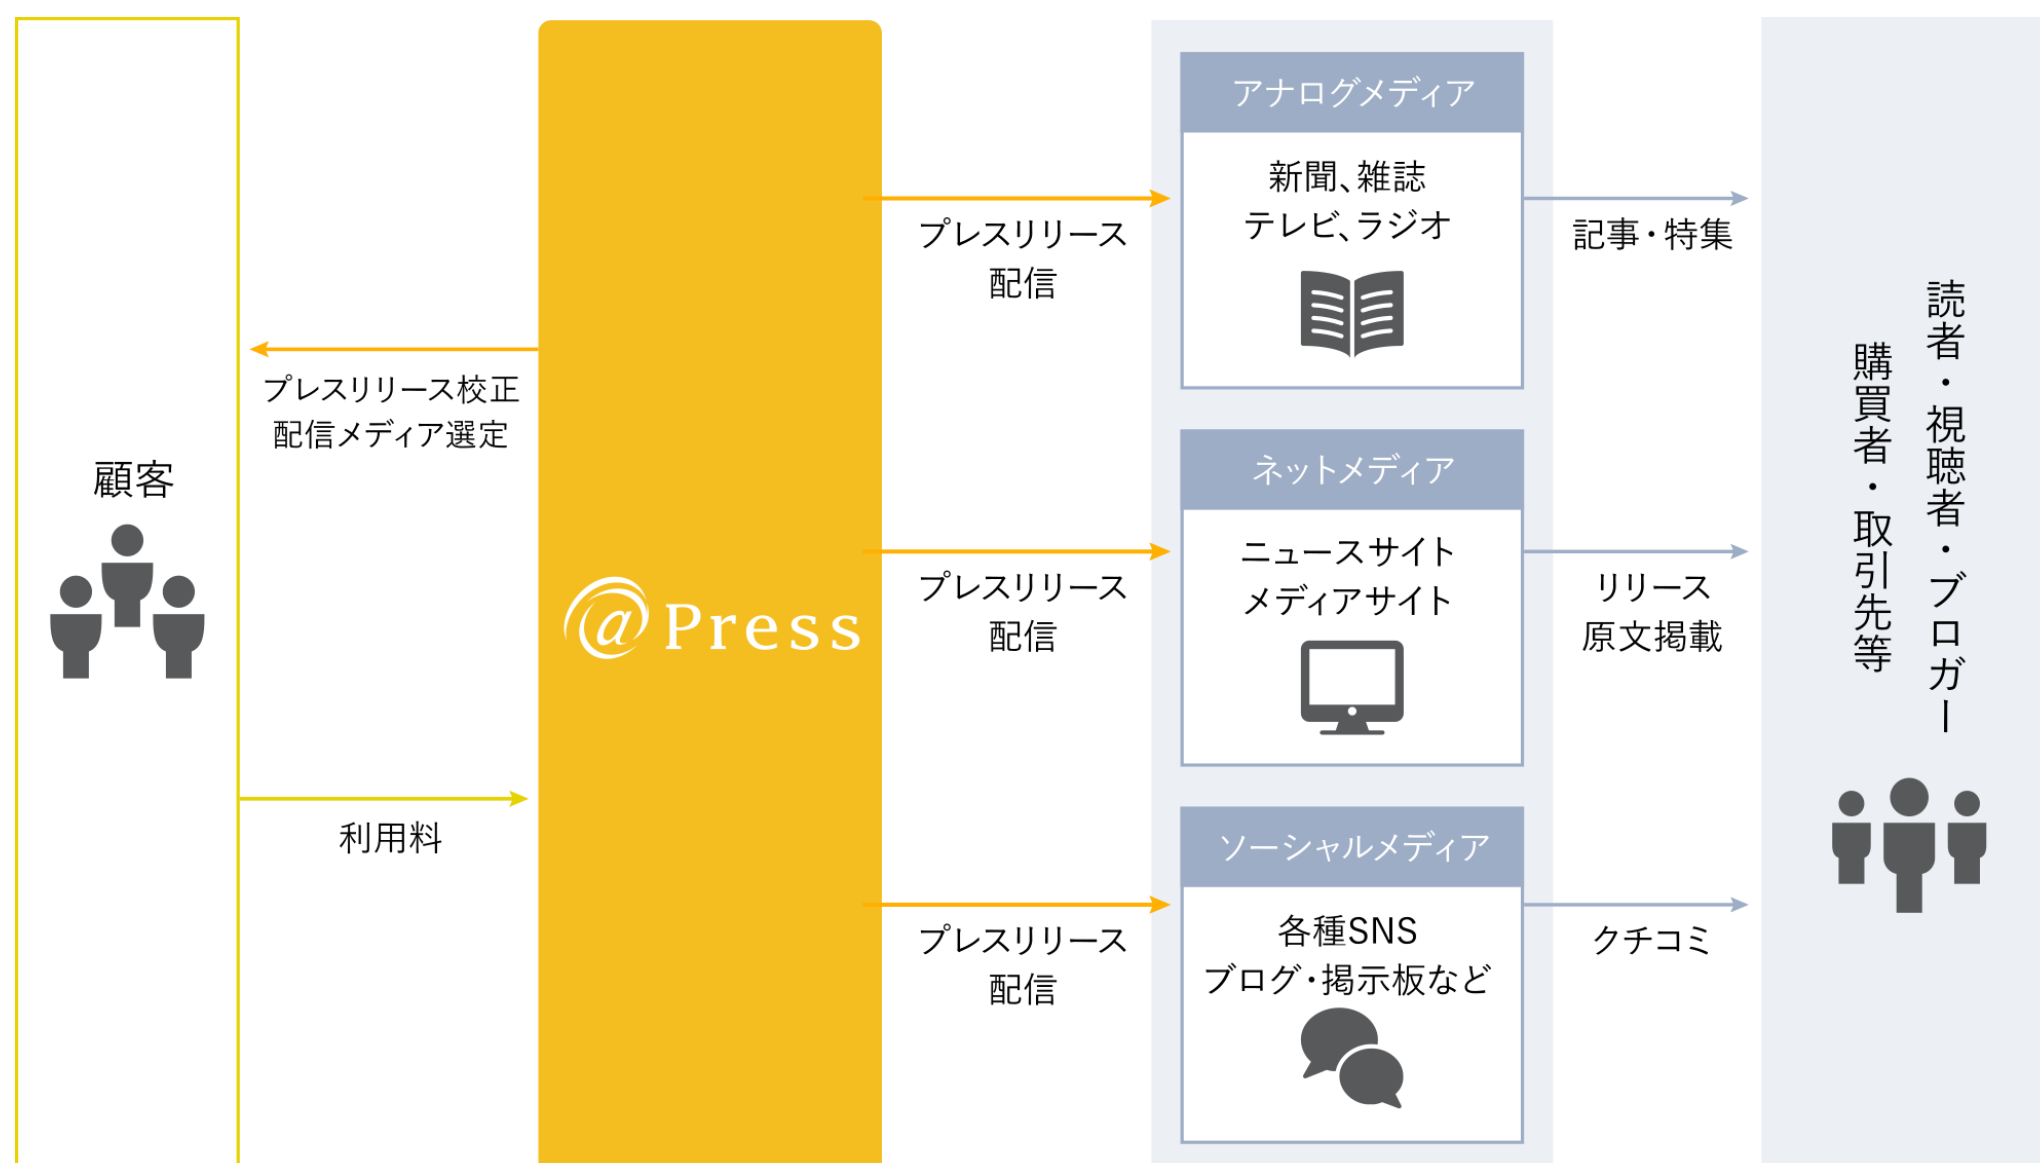 顧客
プレスリリース校正
配信メディア選定
利用料
@Press
プレスリリース
配信
プレスリリース
配信
プレスリリース
配信
アナログメディア
新聞、雑誌
テレビ、ラジオ
ネットメディア
ニュースサイト
メディアサイト
ソーシャルメディア
各種SNS
ブログ・掲示板など
記事・特集
リリース
原文掲載
クチコミ
読者・視聴者・ブロガー
購買者・取引先等